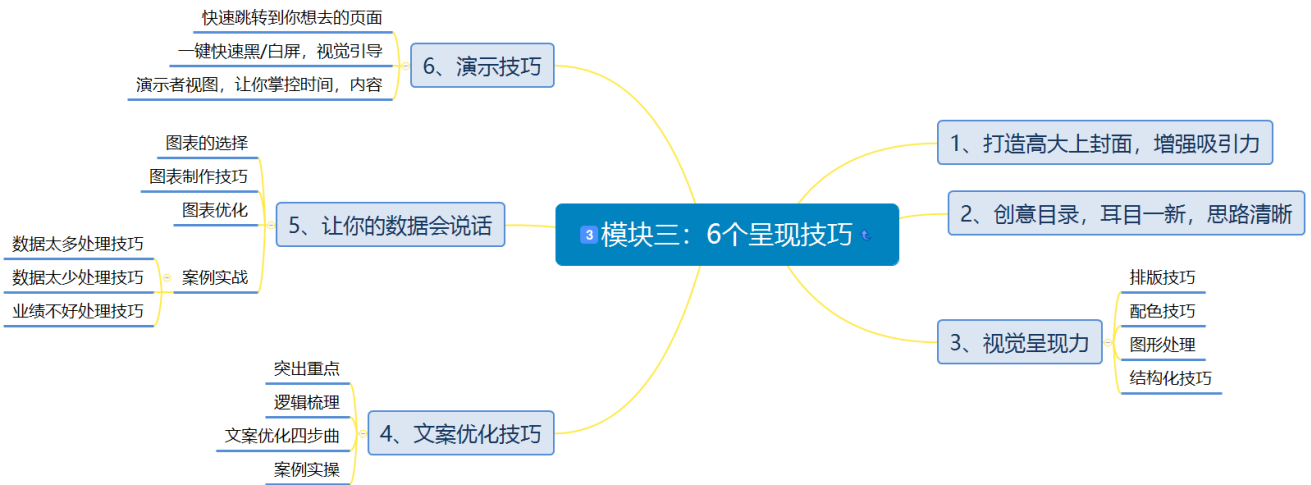 3 模块三：6个呈现技巧
1、打造高大上封面，增强吸引力
2、创意目录，耳目一新，思路清晰
3、视觉呈现力
排版技巧
配色技巧
图形处理
结构化技巧
4、文案优化技巧
突出重点
逻辑梳理
文案优化四步曲
案例实操
5、让你的数据会说话
图表的选择
图表制作技巧
图表优化
案例实战
数据太多处理技巧
数据太少处理技巧
业绩不好处理技巧
6、演示技巧
快速跳转到你想去的页面
一键快速黑/白屏，视觉引导
演示者视图，让你掌控时间，内容